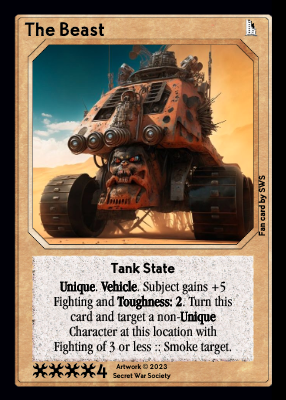 The Beast
Fan card by SWS
Tank State
Unique. Vehicle. Subject gains +5
Fighting and Toughness: 2. Turn this
card and target a non-Unique
Character at this location with
Fighting of 3 or less :: Smoke target.
4
Artwork © 2023
Secret War Society